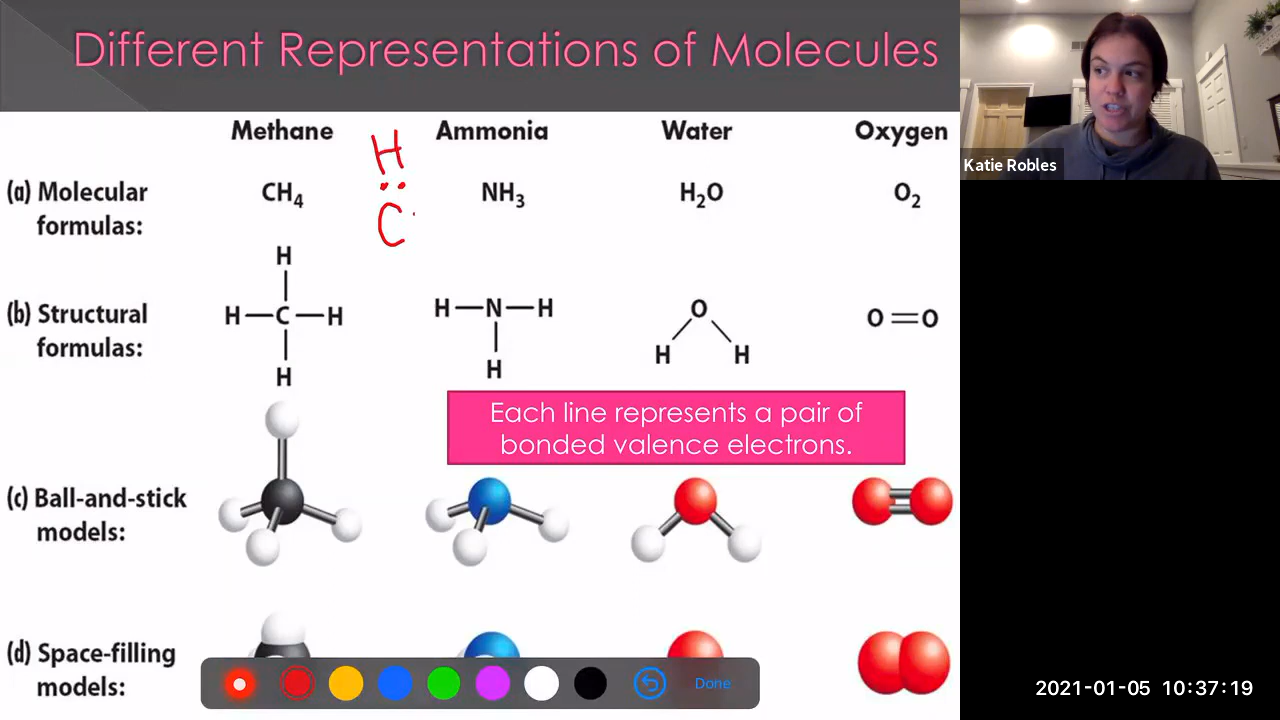 Different Representations of Molecules
Katie Robles
Methane Ammonia Water Oxygen
H
(a) Molecular formulas: CH₄ NH₃ H₂O O₂
C
(b) Structural formulas:
H
H—C—H
H
H—N—H
H
O
H H
O=O
Each line represents a pair of
bonded valence electrons.
(c) Ball-and-stick
models:
(d) Space-filling
models:
Done
2021-01-05 10:37:19